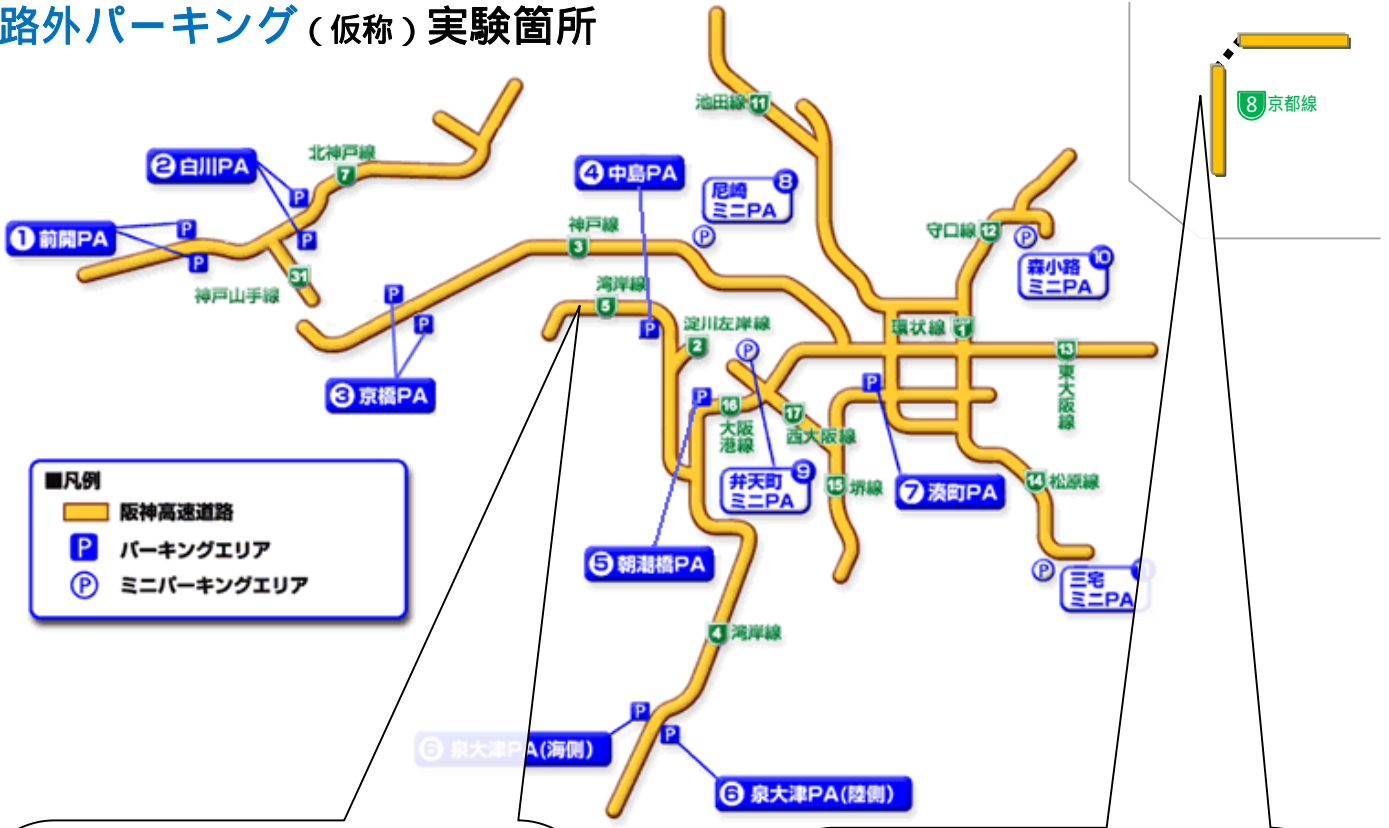 路外パーキング(仮称)実験箇所
池田線 11
8 京都線
② 白川PA
北神戸線
7
④ 中島PA
尼崎 8
ミニPA
P
① 前開PA
P
P
P
P
神戸線
3
守口線 12
P
森小路 10
ミニPA
31
神戸山手線
湾岸線
5
P
P
P
淀川左岸線
2
環状線 1
P
13
東大阪線
③ 京橋PA
P
16
大阪
港線
17
西大阪線
P
弁天町 9
ミニPA
15 堺線
⑦ 湊町PA
14 松原線
■凡例
阪神高速道路
P パーキングエリア
P ミニパーキングエリア
⑤ 朝潮橋PA
P
三宅
ミニPA
4 湾岸線
P
P
⑥ 泉大津PA(海側)
⑥ 泉大津PA(陸側)